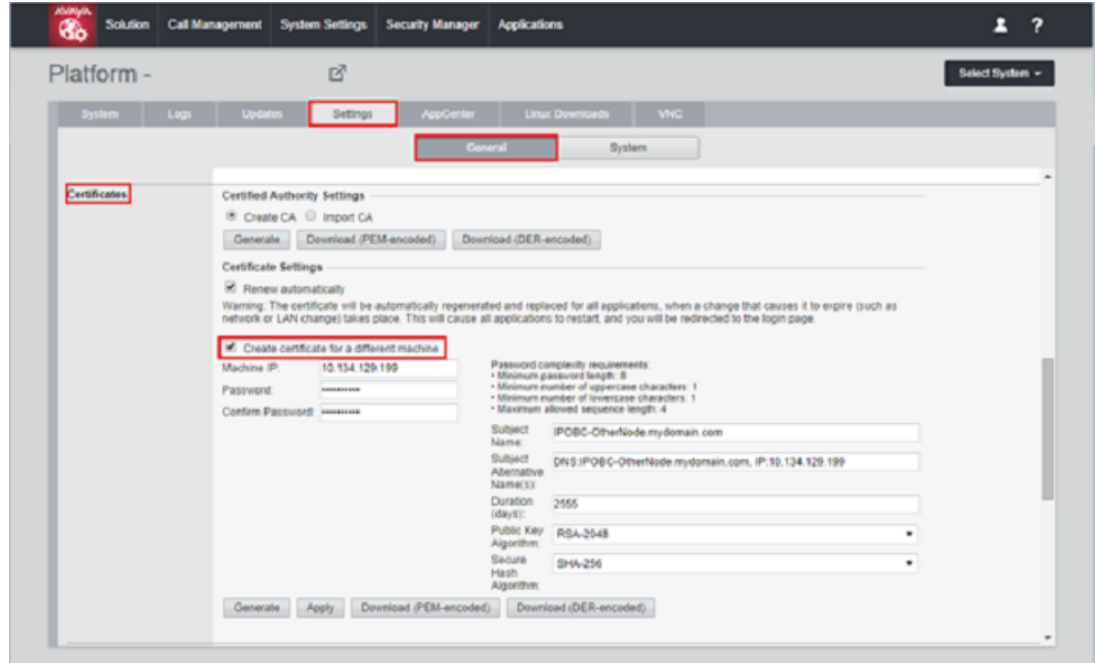 AVAYA
Solution Call Management System Settings Security Manager Applications ?
Platform -
Select System
System Logs Updates Settings AppCenter Linux Downloads VNC
General System
Certificates
Certified Authority Settings
Create CA Import CA
Generate Download (PEM-encoded) Download (DER-encoded)
Certificate Settings
Renew automatically
Warning: The certificate will be automatically regenerated and replaced for all applications, when a change that causes it to expire (such as
network or LAN change) takes place. This will cause all applications to restart, and you will be redirected to the login page.
Create certificate for a different machine
Machine IP: 10.134.129.199
Password:
Confirm Password:
Password complexity requirements:
• Minimum password length: 8
• Minimum number of uppercase characters: 1
• Minimum number of lowercase characters: 1
• Maximum allowed sequence length: 4
Subject
Name:
IPOBC-OtherNode.mydomain.com
Subject
Alternative
Name(s):
DNS:IPOBC-OtherNode.mydomain.com, IP:10.134.129.199
Duration
(days):
2555
Public Key
Algorithm:
RSA-2048
Secure
Hash
Algorithm:
SHA-256
Generate Apply Download (PEM-encoded) Download (DER-encoded)